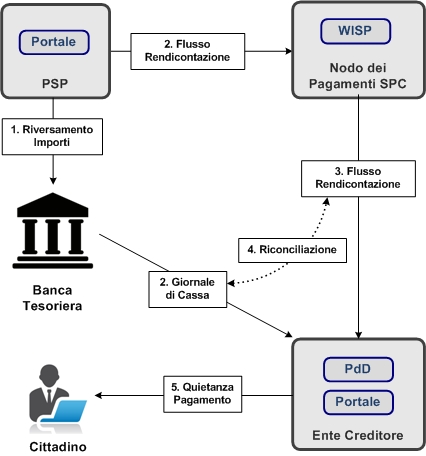 Portale
PSP
2. Flusso
Rendicontazione
WISP
Nodo dei
Pagamenti SPC
1. Riversamento
Importi
3. Flusso
Rendicontazione
4. Riconciliazione
Banca
Tesoriera
2. Giornale
di Cassa
PdD
Portale
Ente Creditore
5. Quietanza
Pagamento
Cittadino